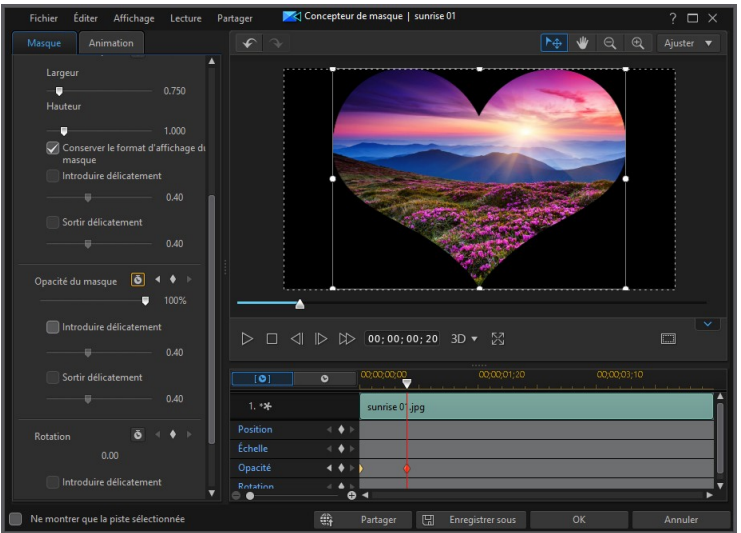 Fichier Éditer Affichage Lecture Partager Concepteur de masque | sunrise 01 ?
Masque Animation
Ajuster
Largeur
0.750
Hauteur
1.000
Conserver le format d'affichage du
masque
Introduire délicatement
0.40
Sortir délicatement
0.40
Opacité du masque
100%
Introduire délicatement
0.40
Sortir délicatement
0.40
Rotation
0.00
Introduire délicatement
00; 00; 00; 20 3D
00;00;00;00 00;00;01;20 00;00;03;10
1. sunrise 01.jpg
Position
Échelle
Opacité
Rotation
Ne montrer que la piste sélectionnée
Partager Enregistrer sous OK Annuler